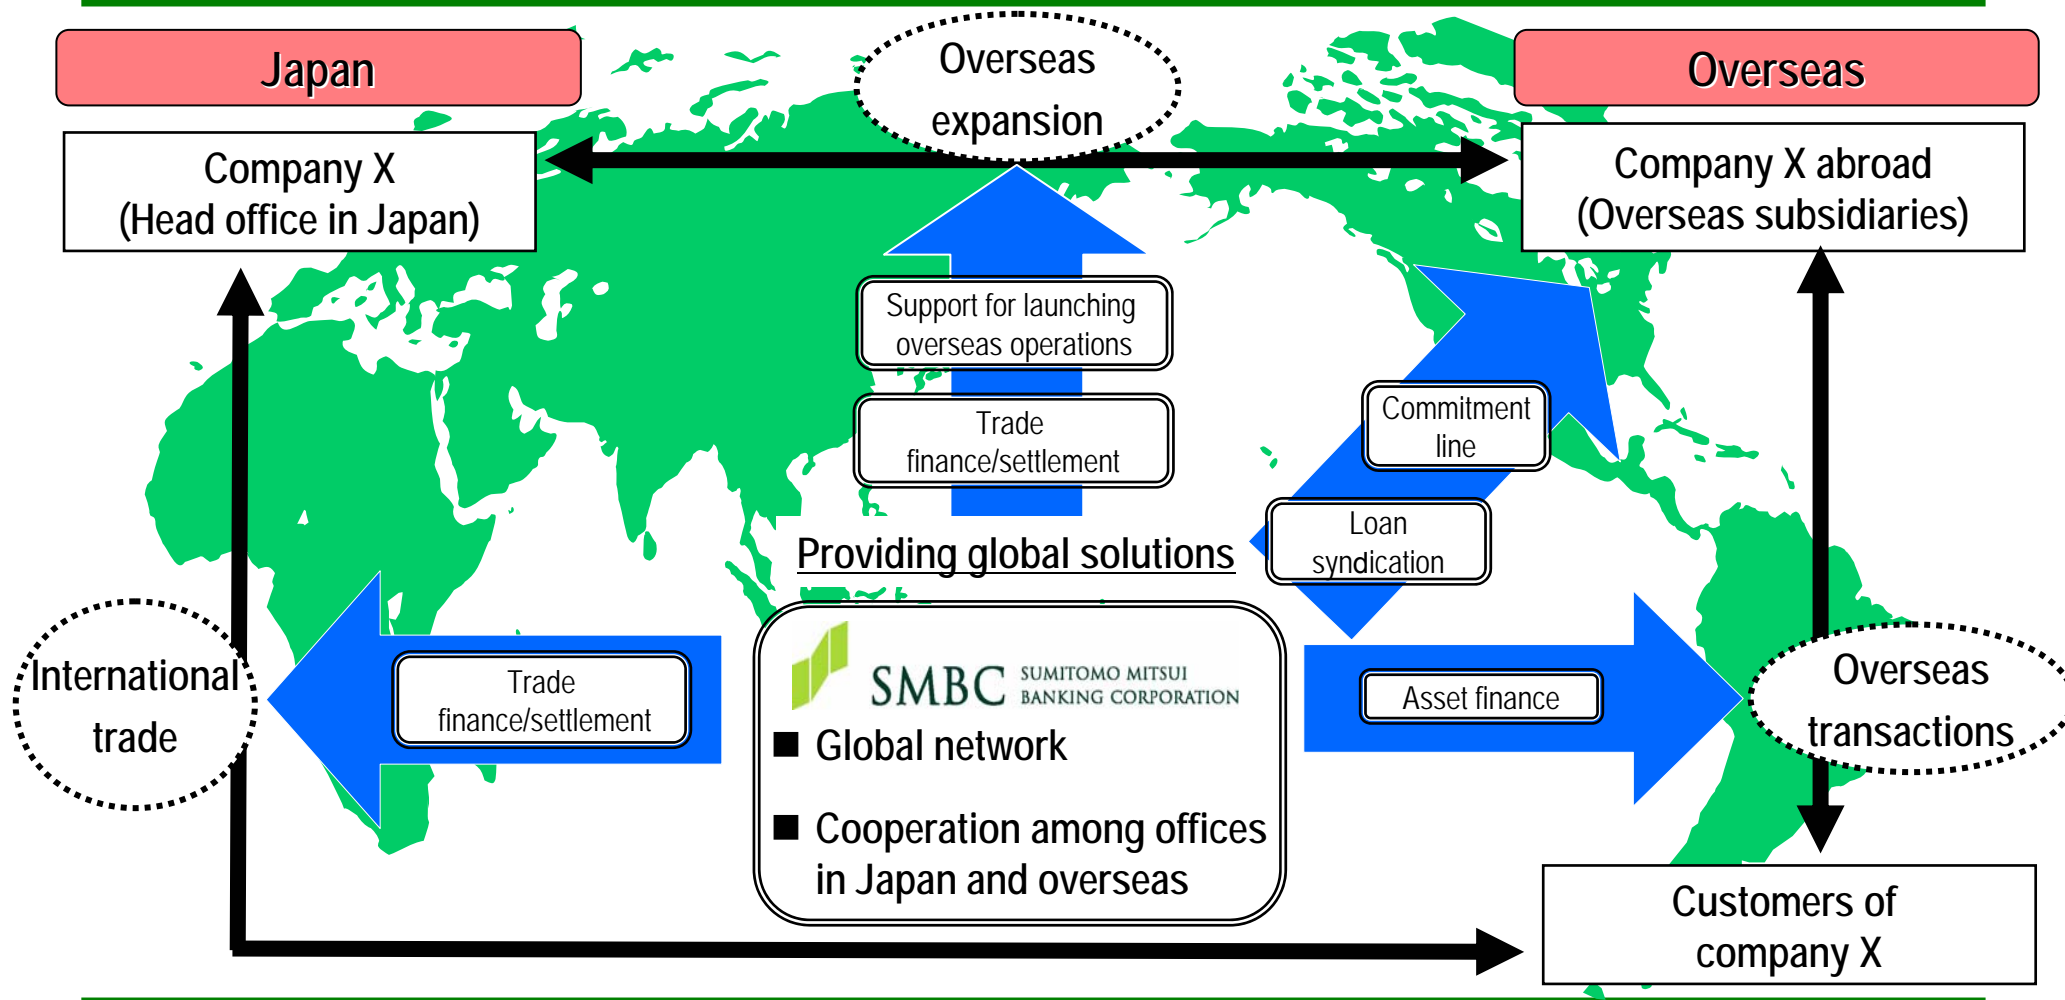 Japan
Overseas
expansion
Overseas
Company X
(Head office in Japan)
Company X abroad
(Overseas subsidiaries)
Support for launching
overseas operations
Trade
finance/settlement
Commitment
line
Loan
syndication
Providing global solutions
International
trade
Trade
finance/settlement
SMBC SUMITOMO MITSUI
BANKING CORPORATION
■ Global network
■ Cooperation among offices
in Japan and overseas
Asset finance
Overseas
transactions
Customers of
company X